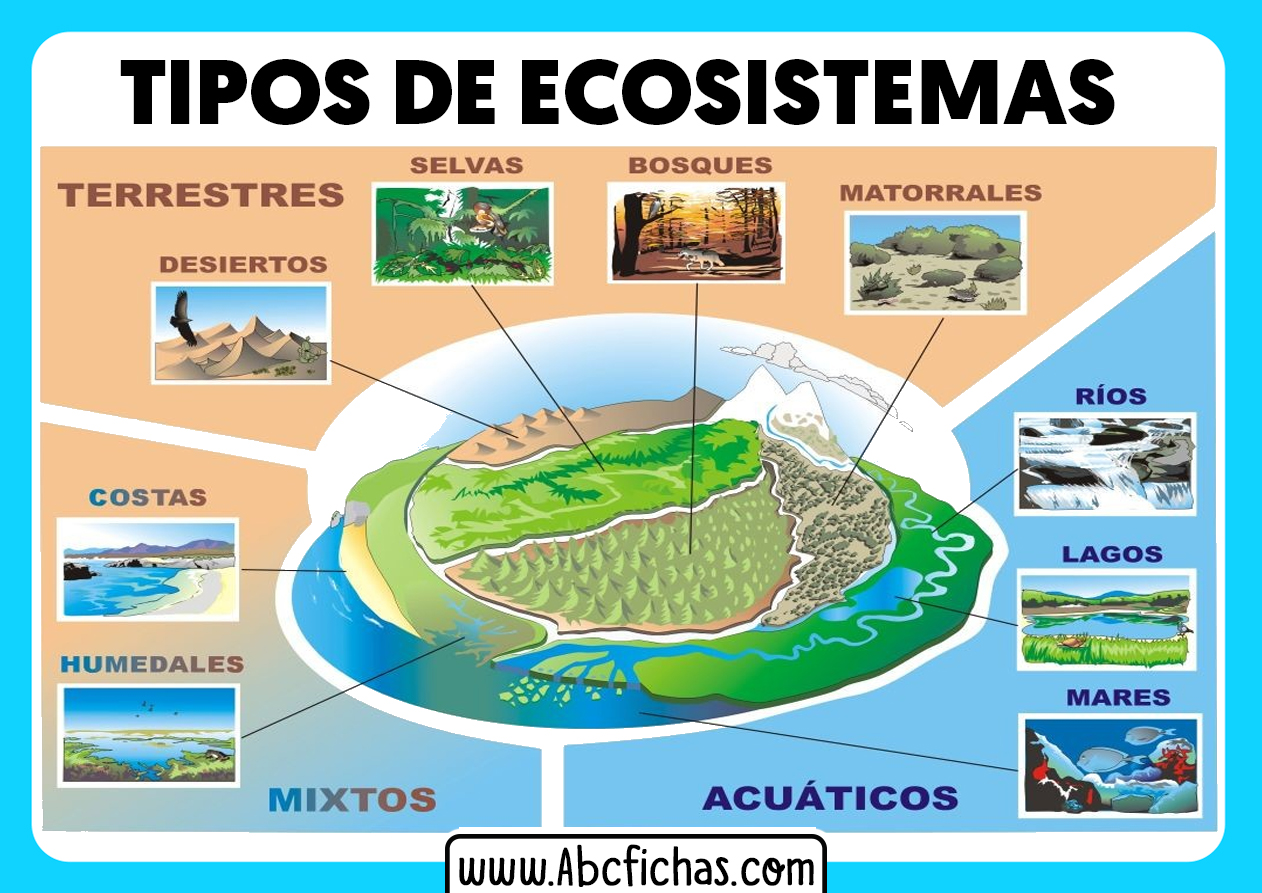 TIPOS DE ECOSISTEMAS
TERRESTRES
SELVAS
BOSQUES
MATORRALES
DESIERTOS
RÍOS
COSTAS
LAGOS
HUMEDALES
MARES
MIXTOS
ACUÁTICOS
www.Abcfichas.com